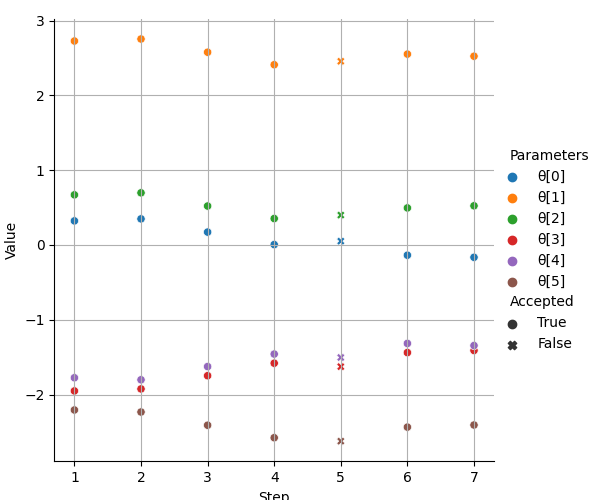 3
2
1
0
−1
−2
Value
1 2 3 4 5 6 7
Step
Parameters
θ[0]
θ[1]
θ[2]
θ[3]
θ[4]
θ[5]
Accepted
True
False